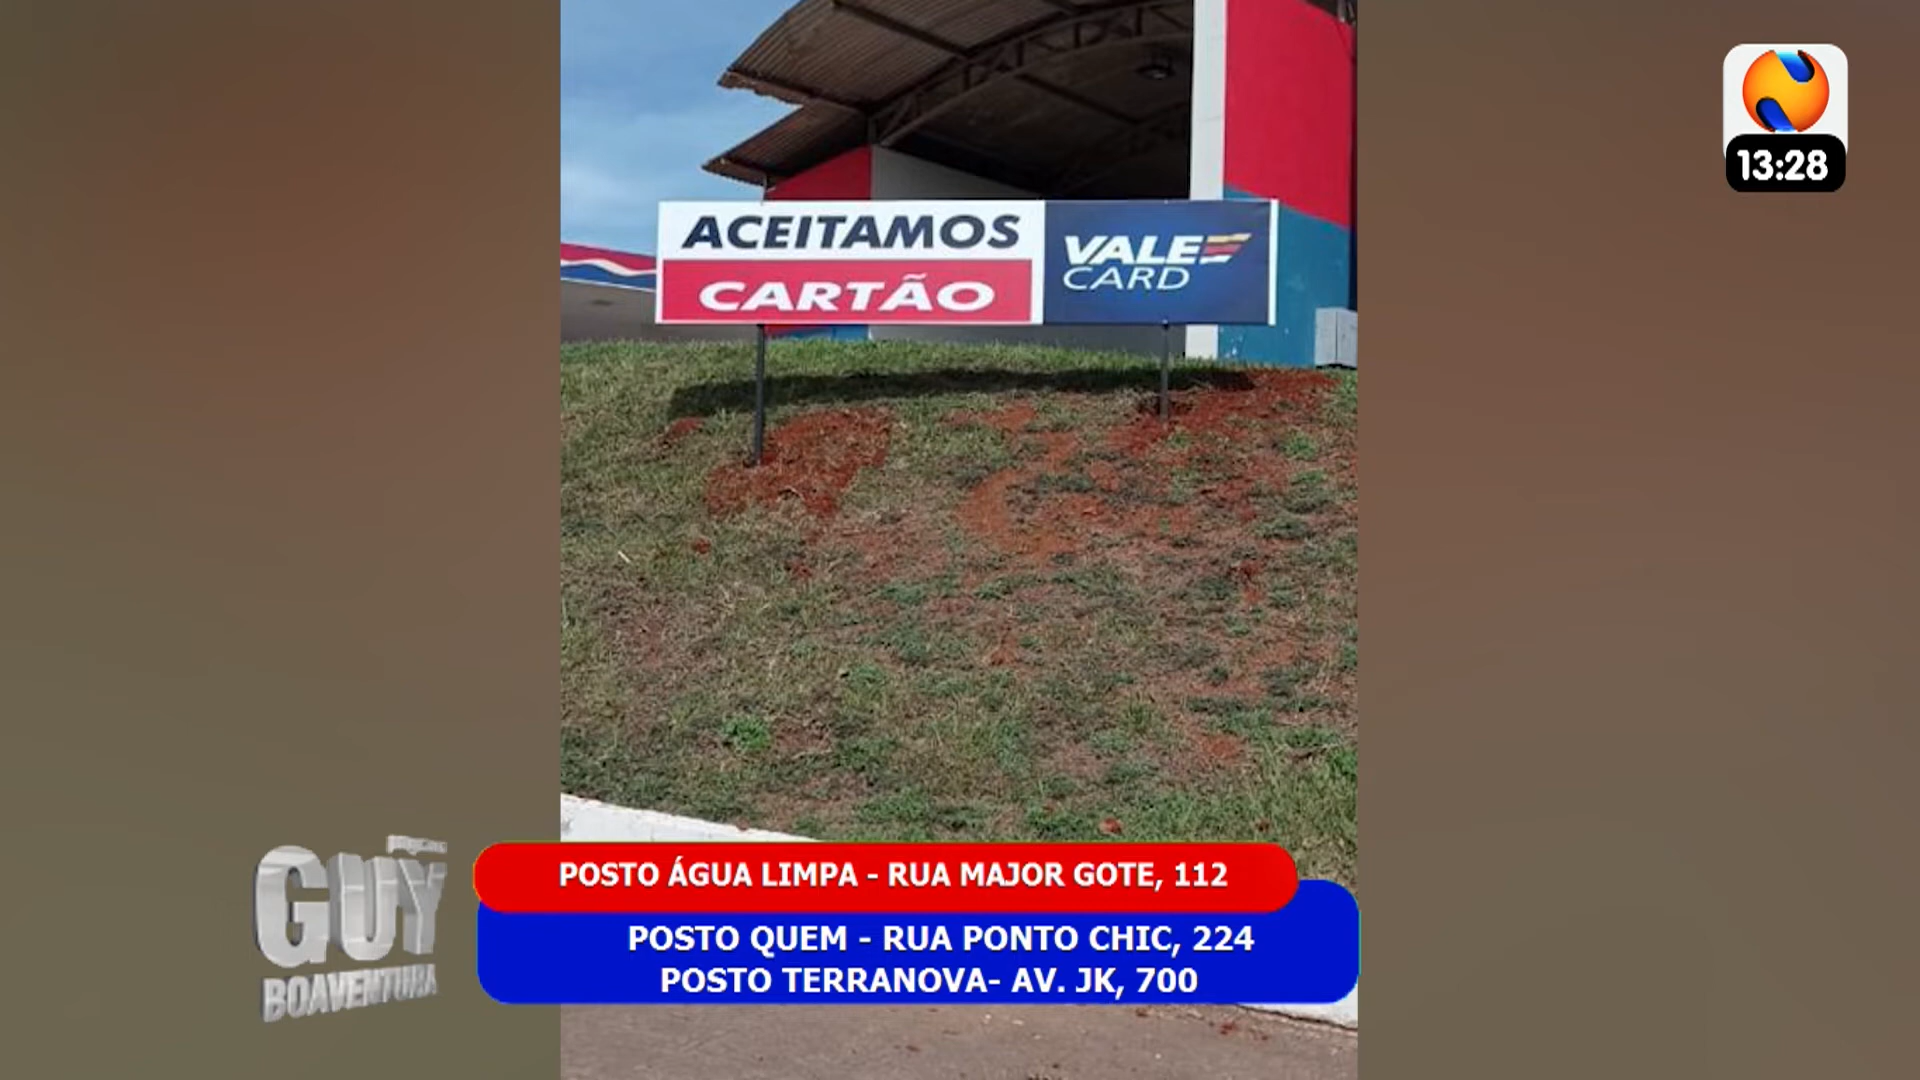 13:28
ACEITAMOS
CARTÃO
VALE
CARD
GUY
BOAVENTURA
POSTO ÁGUA LIMPA - RUA MAJOR GOTE, 112
POSTO QUEM - RUA PONTO CHIC, 224
POSTO TERRANOVA- AV. JK, 700